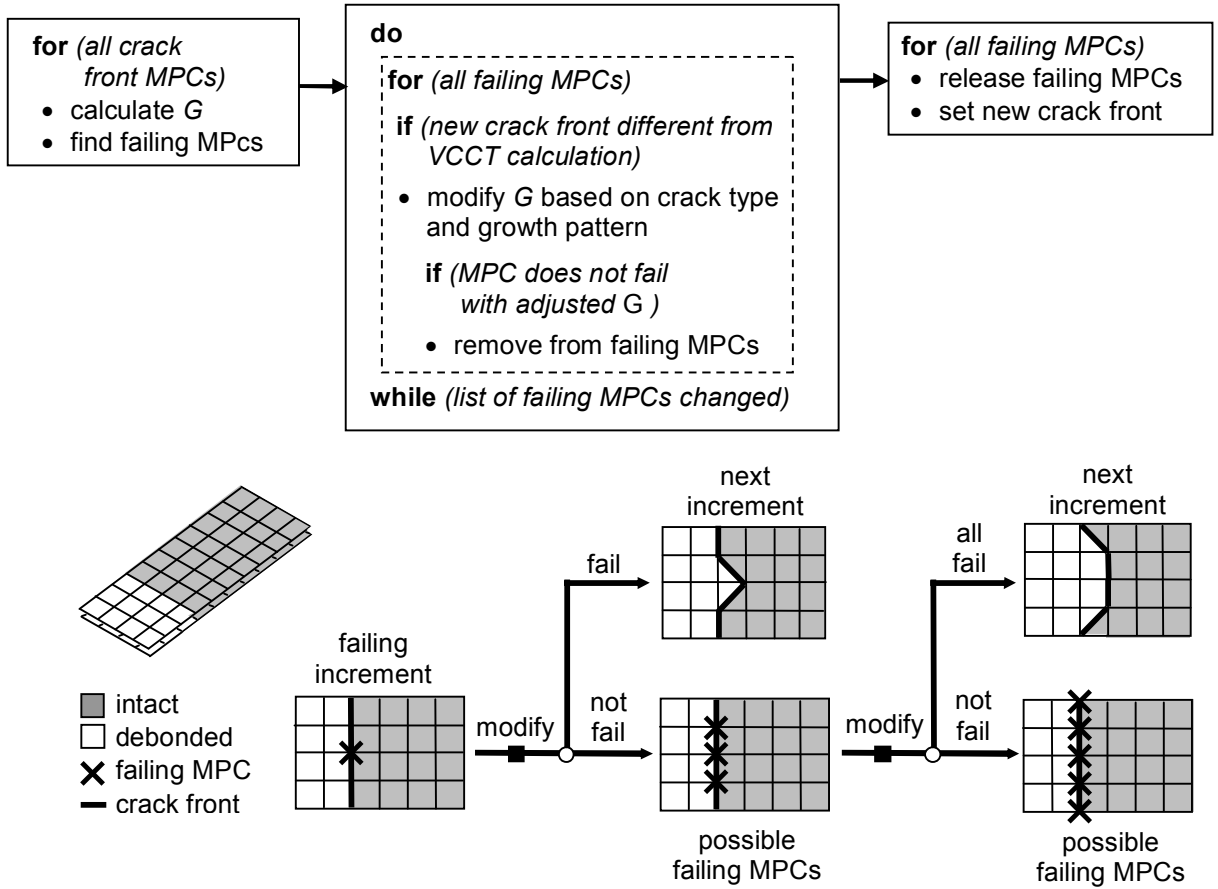 for (all crack
front MPCs)
• calculate G
• find failing MPcs
do
for (all failing MPCs)
if (new crack front different from
VCCT calculation)
• modify G based on crack type
and growth pattern
if (MPC does not fail
with adjusted G )
• remove from failing MPCs
while (list of failing MPCs changed)
for (all failing MPCs)
• release failing MPCs
• set new crack front
intact
debonded
failing MPC
crack front
failing
increment
modify
fail
not
fail
next
increment
possible
failing MPCs
modify
all
fail
not
fail
next
increment
possible
failing MPCs